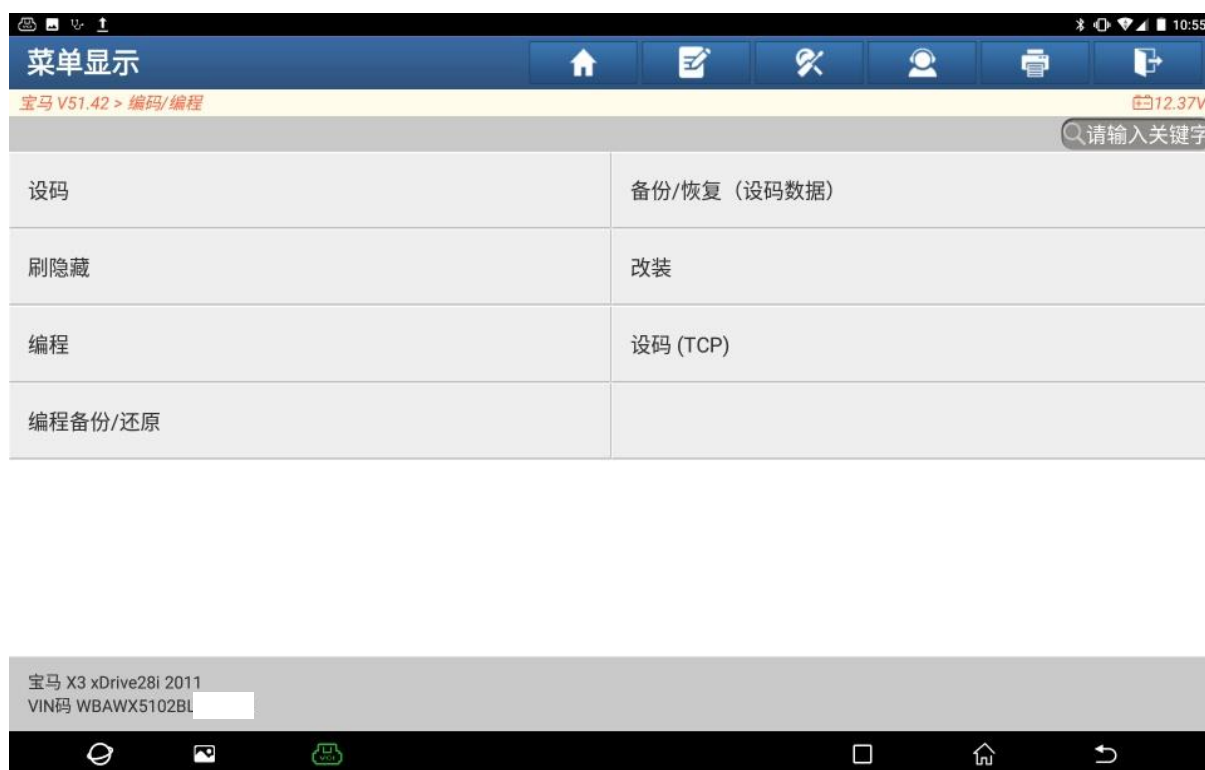 10:55
菜单显示
宝马 V51.42 > 编码/编程
12.37V
请输入关键字
设码
备份/恢复（设码数据）
刷隐藏
改装
编程
设码 (TCP)
编程备份/还原
宝马 X3 xDrive28i 2011
VIN码 WBAWX5102BL
VCI